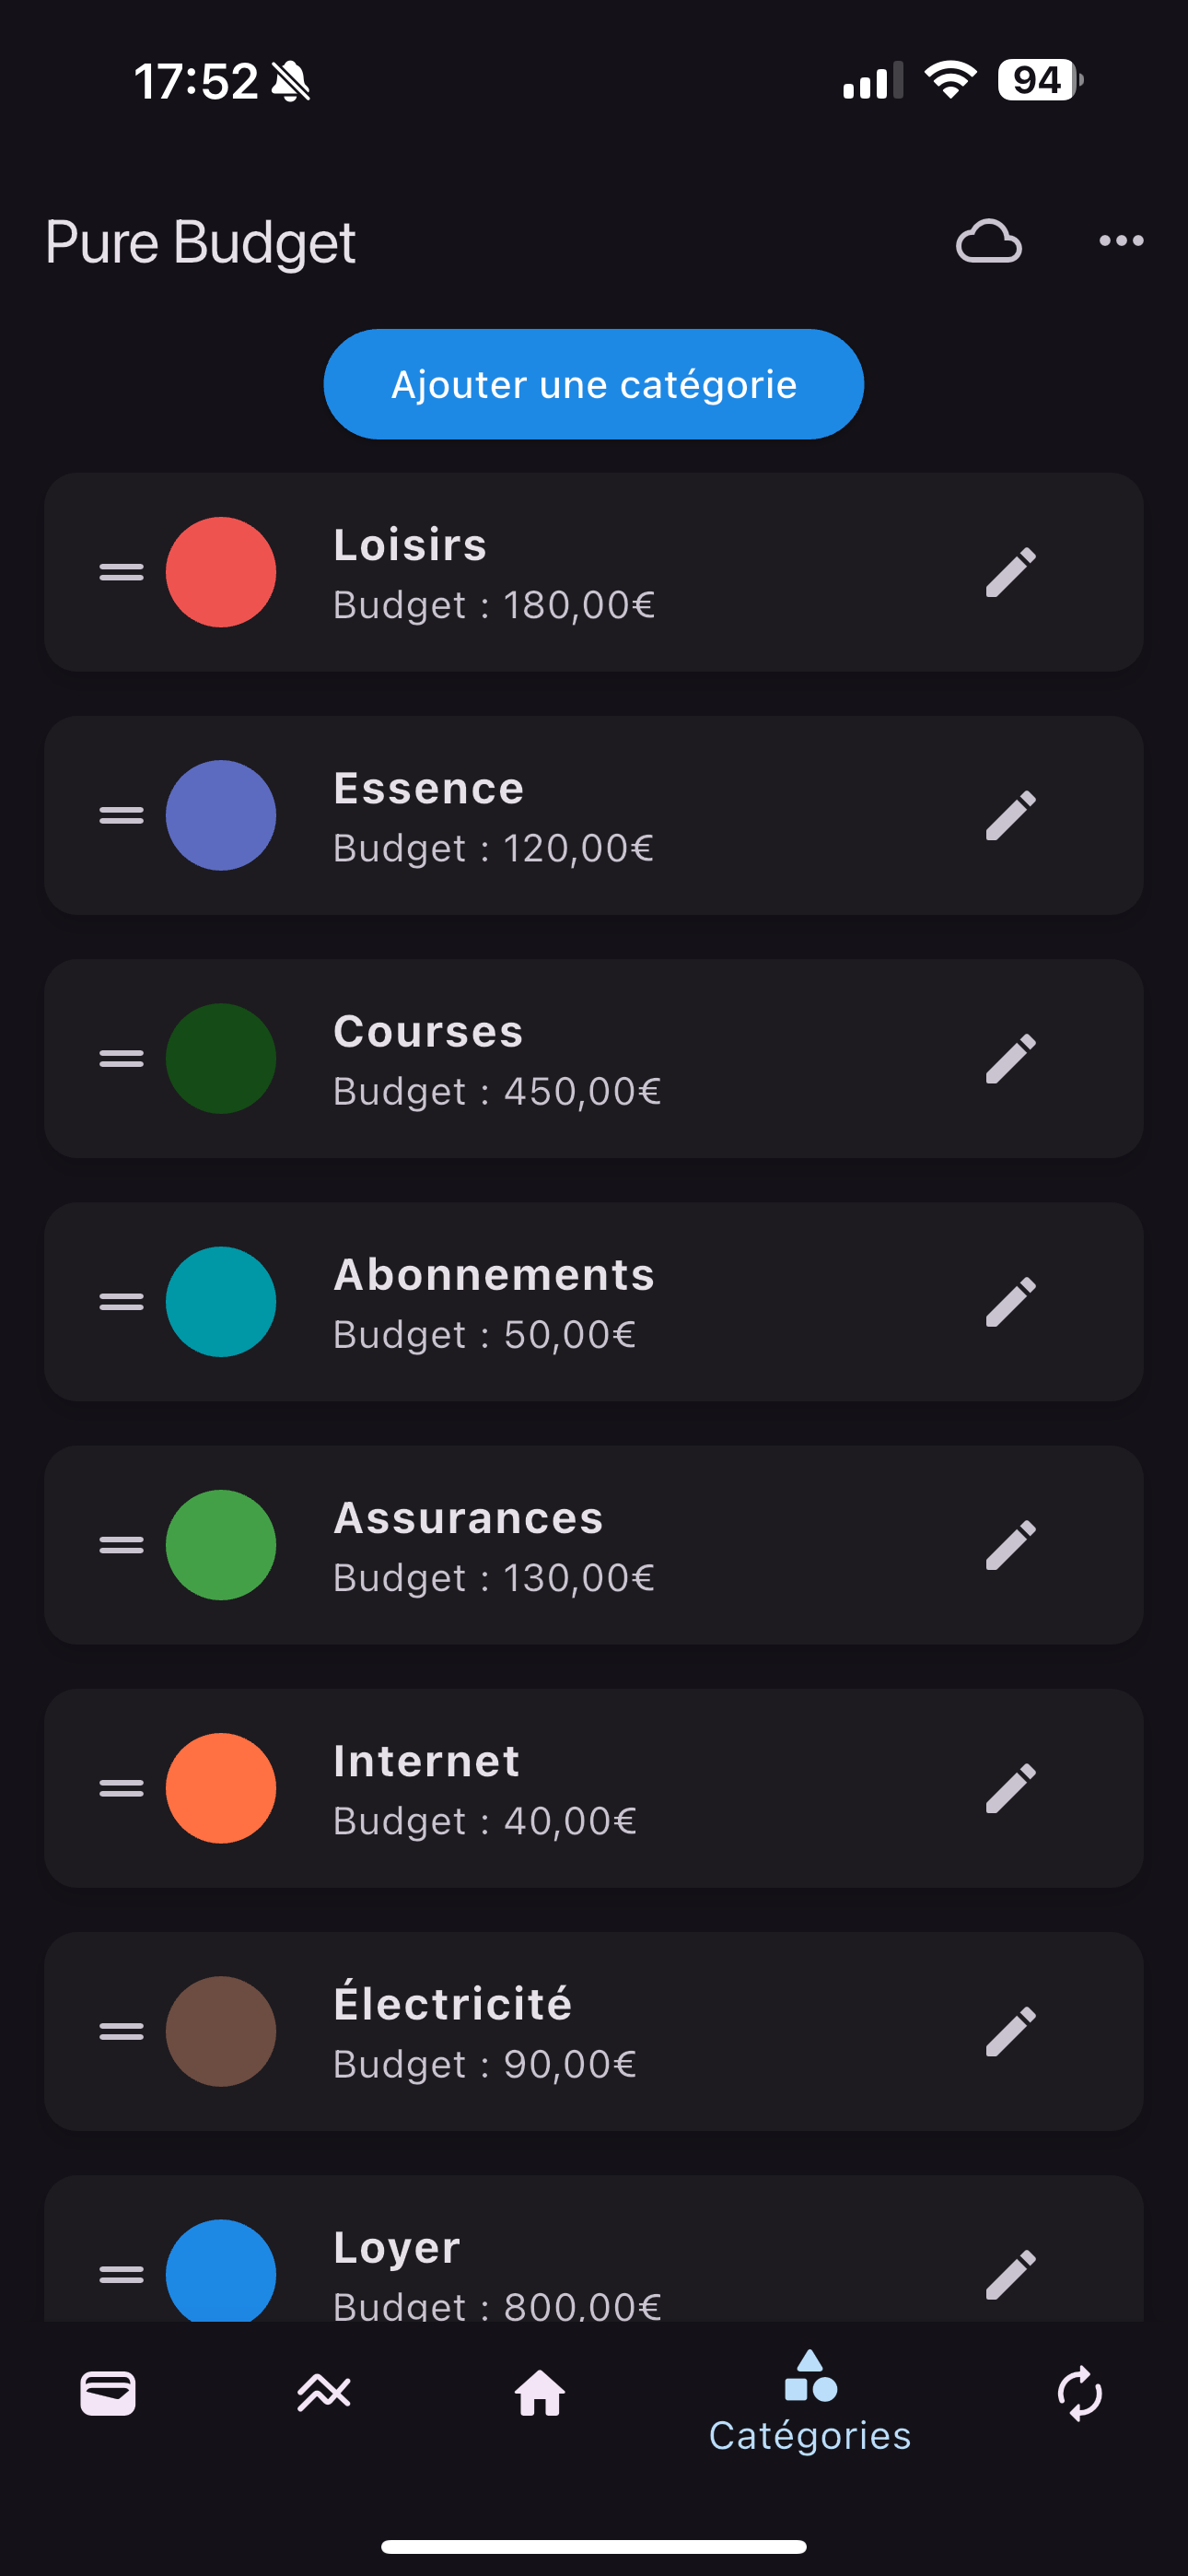 17:52
94
Pure Budget
Ajouter une catégorie
Loisirs
Budget : 180,00€
Essence
Budget : 120,00€
Courses
Budget : 450,00€
Abonnements
Budget : 50,00€
Assurances
Budget : 130,00€
Internet
Budget : 40,00€
Électricité
Budget : 90,00€
Loyer
Budget : 800,00€
Catégories